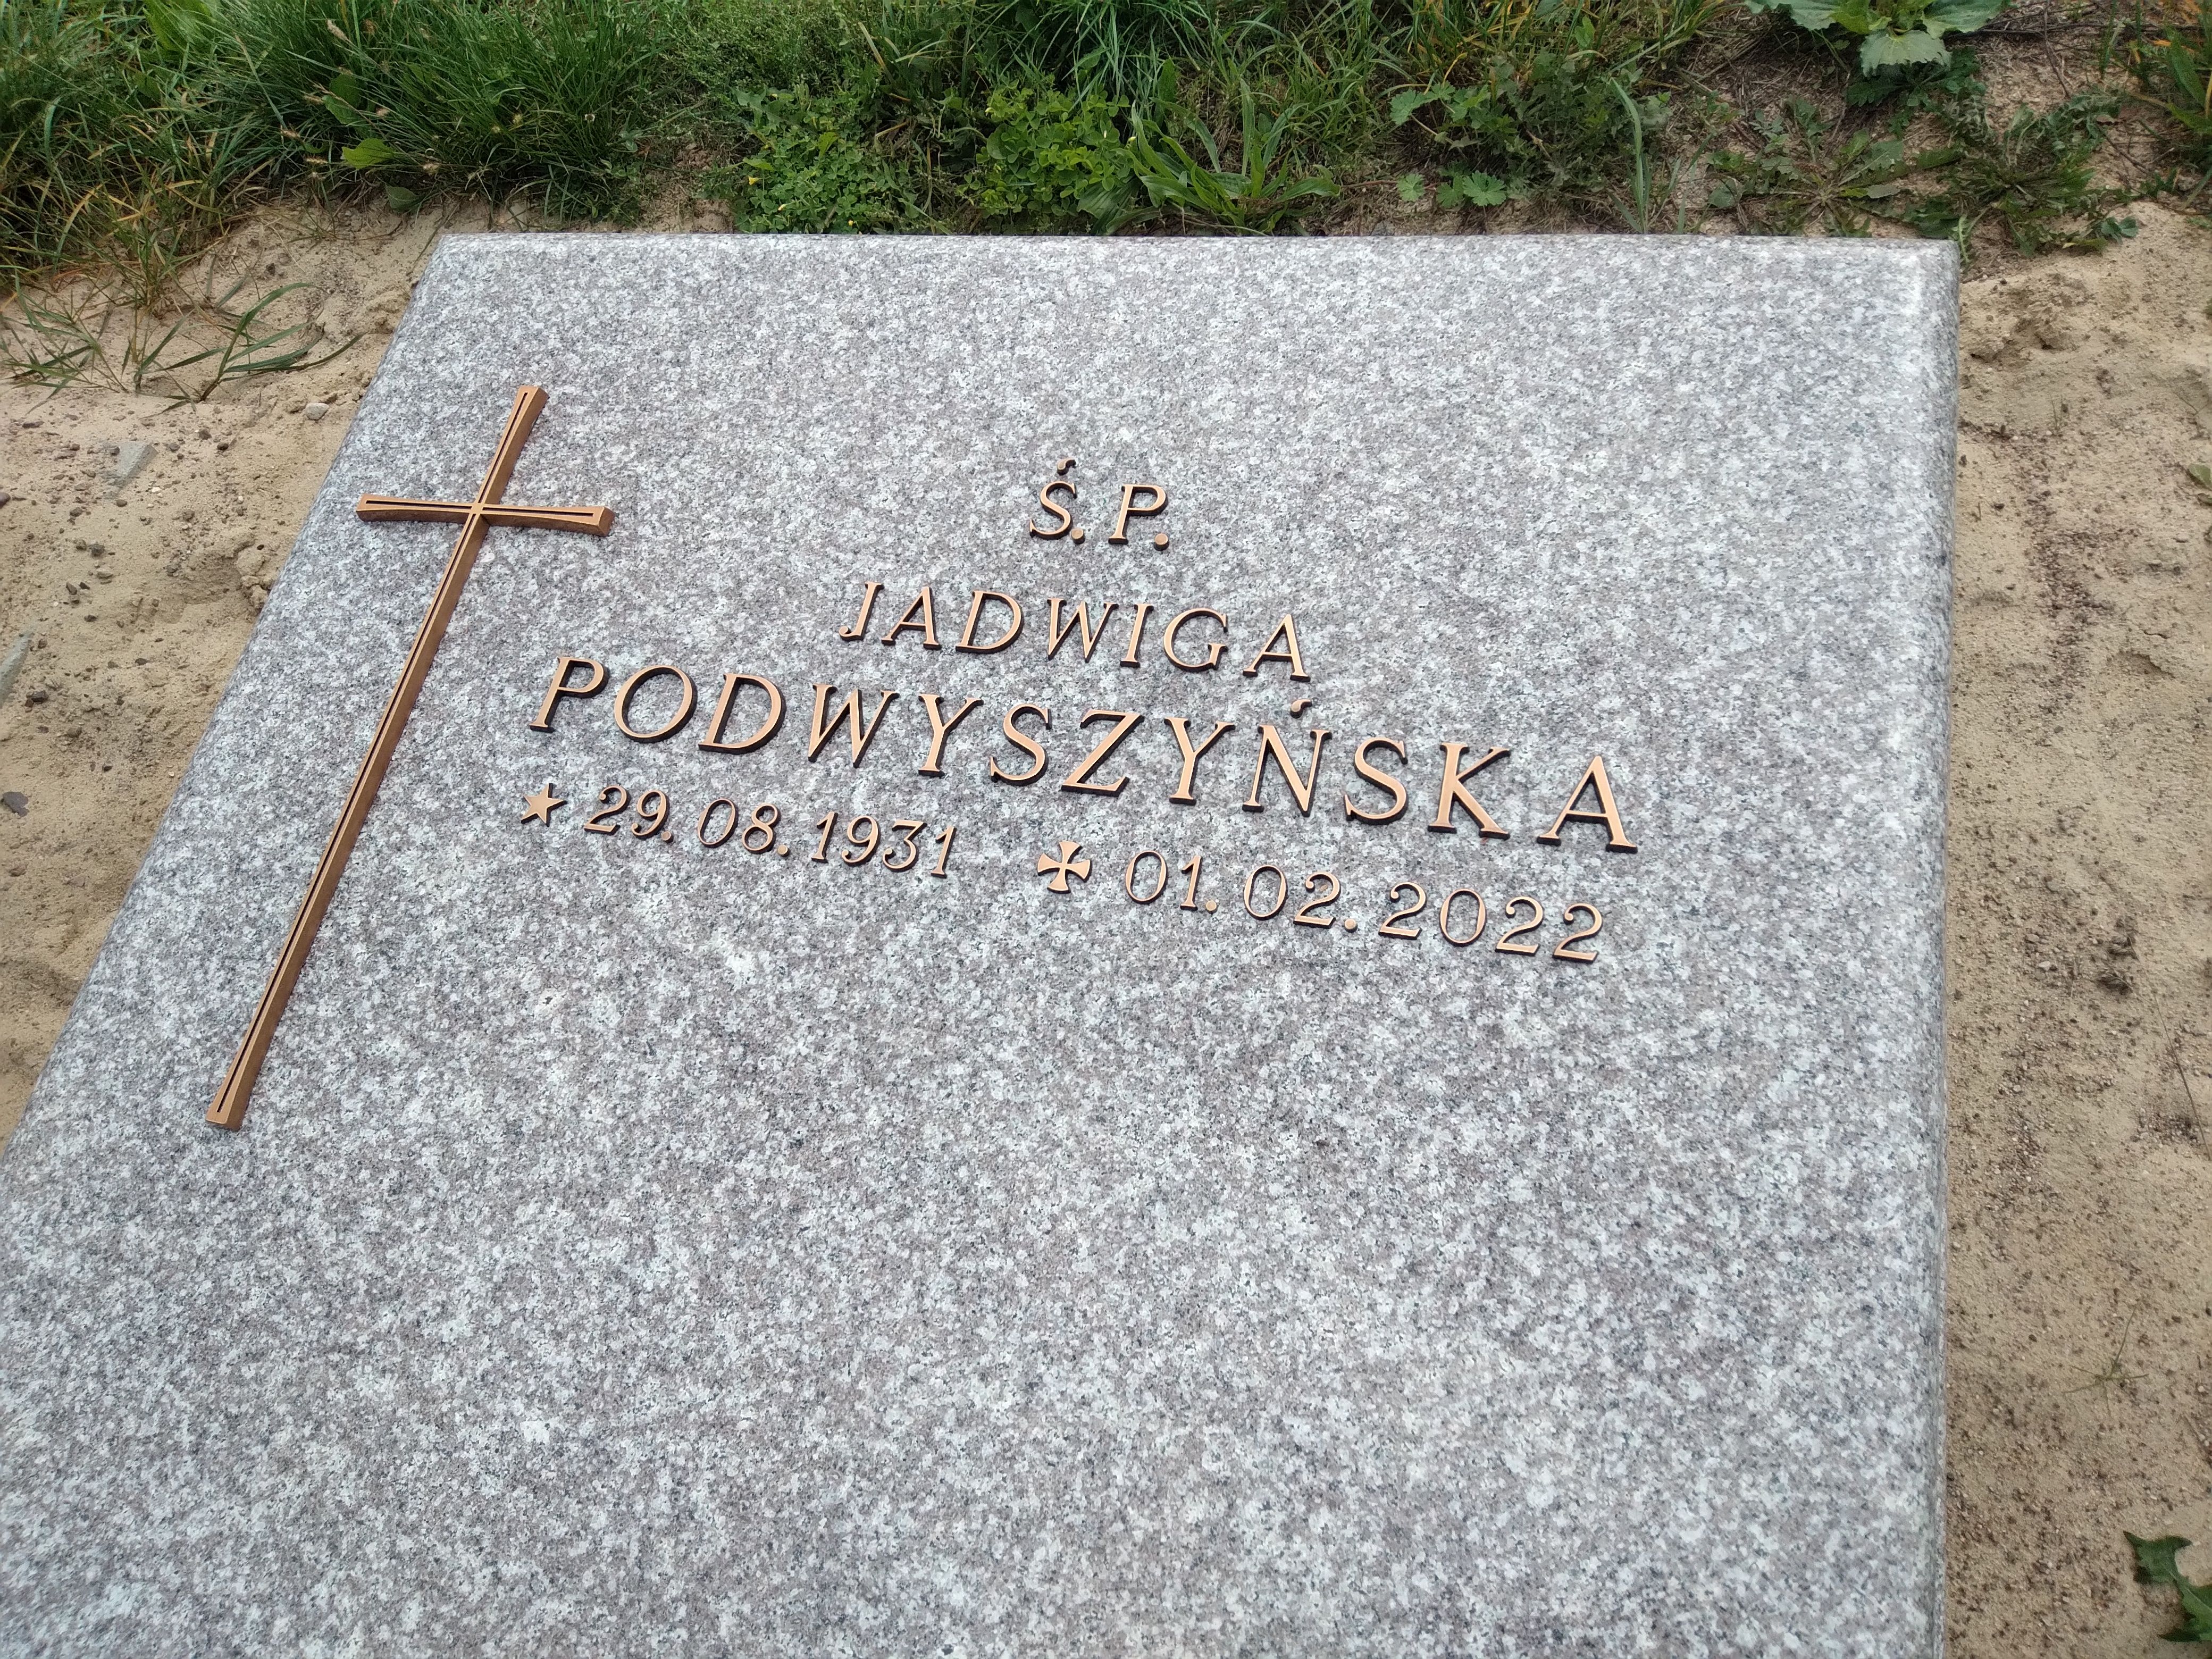 Ś.P.
JADWIGA
PODWYSZYŃSKA
★ 29.08.1931 ✠ 01.02.2022